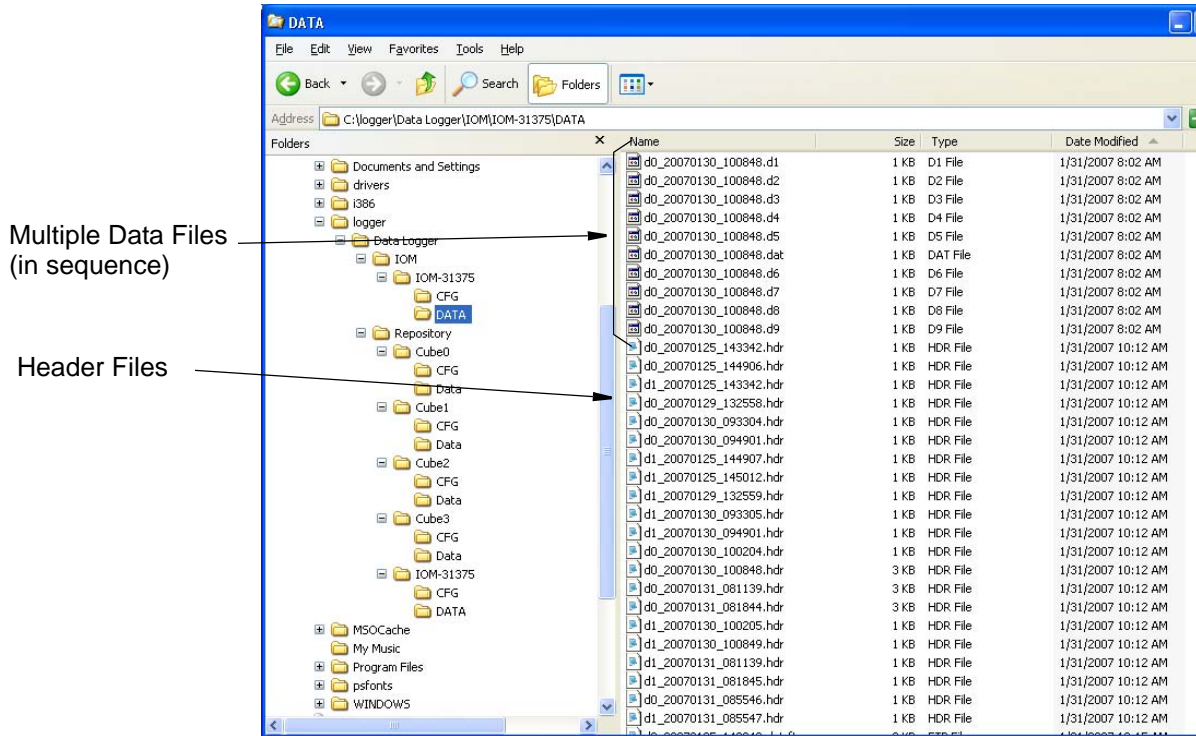 DATA
File Edit View Favorites Tools Help
Back Search Folders
Address C:\logger\Data Logger\IOM\IOM-31375\DATA
Folders
Documents and Settings
drivers
i386
logger
Data Logger
IOM
IOM-31375
CFG
DATA
Repository
Cube0
CFG
Data
Cube1
CFG
Data
Cube2
CFG
Data
Cube3
CFG
Data
IOM-31375
CFG
DATA
MSOCache
My Music
Program Files
psfonts
WINDOWS
Name Size Type Date Modified
d0_20070130_100848.d1 1 KB D1 File 1/31/2007 8:02 AM
d0_20070130_100848.d2 1 KB D2 File 1/31/2007 8:02 AM
d0_20070130_100848.d3 1 KB D3 File 1/31/2007 8:02 AM
d0_20070130_100848.d4 1 KB D4 File 1/31/2007 8:02 AM
d0_20070130_100848.d5 1 KB D5 File 1/31/2007 8:02 AM
d0_20070130_100848.dat 1 KB DAT File 1/31/2007 8:02 AM
d0_20070130_100848.d6 1 KB D6 File 1/31/2007 8:02 AM
d0_20070130_100848.d7 1 KB D7 File 1/31/2007 8:02 AM
d0_20070130_100848.d8 1 KB D8 File 1/31/2007 8:02 AM
d0_20070130_100848.d9 1 KB D9 File 1/31/2007 8:02 AM
d0_20070125_143342.hdr 1 KB HDR File 1/31/2007 10:12 AM
d0_20070125_144906.hdr 1 KB HDR File 1/31/2007 10:12 AM
d1_20070125_143342.hdr 1 KB HDR File 1/31/2007 10:12 AM
d0_20070129_132558.hdr 1 KB HDR File 1/31/2007 10:12 AM
d0_20070130_093304.hdr 1 KB HDR File 1/31/2007 10:12 AM
d0_20070130_094901.hdr 1 KB HDR File 1/31/2007 10:12 AM
d1_20070125_144907.hdr 1 KB HDR File 1/31/2007 10:12 AM
d1_20070125_145012.hdr 1 KB HDR File 1/31/2007 10:12 AM
d1_20070129_132559.hdr 1 KB HDR File 1/31/2007 10:12 AM
d1_20070130_093305.hdr 1 KB HDR File 1/31/2007 10:12 AM
d1_20070130_094901.hdr 1 KB HDR File 1/31/2007 10:12 AM
d0_20070130_100204.hdr 1 KB HDR File 1/31/2007 10:12 AM
d0_20070130_100848.hdr 3 KB HDR File 1/31/2007 10:12 AM
d0_20070131_081139.hdr 3 KB HDR File 1/31/2007 10:12 AM
d0_20070131_081844.hdr 3 KB HDR File 1/31/2007 10:12 AM
d1_20070130_100205.hdr 1 KB HDR File 1/31/2007 10:12 AM
d1_20070130_100849.hdr 1 KB HDR File 1/31/2007 10:12 AM
d1_20070131_081139.hdr 1 KB HDR File 1/31/2007 10:12 AM
d1_20070131_081845.hdr 1 KB HDR File 1/31/2007 10:12 AM
d0_20070131_085546.hdr 1 KB HDR File 1/31/2007 10:12 AM
d1_20070131_085547.hdr 1 KB HDR File 1/31/2007 10:12 AM
Multiple Data Files
(in sequence)
Header Files